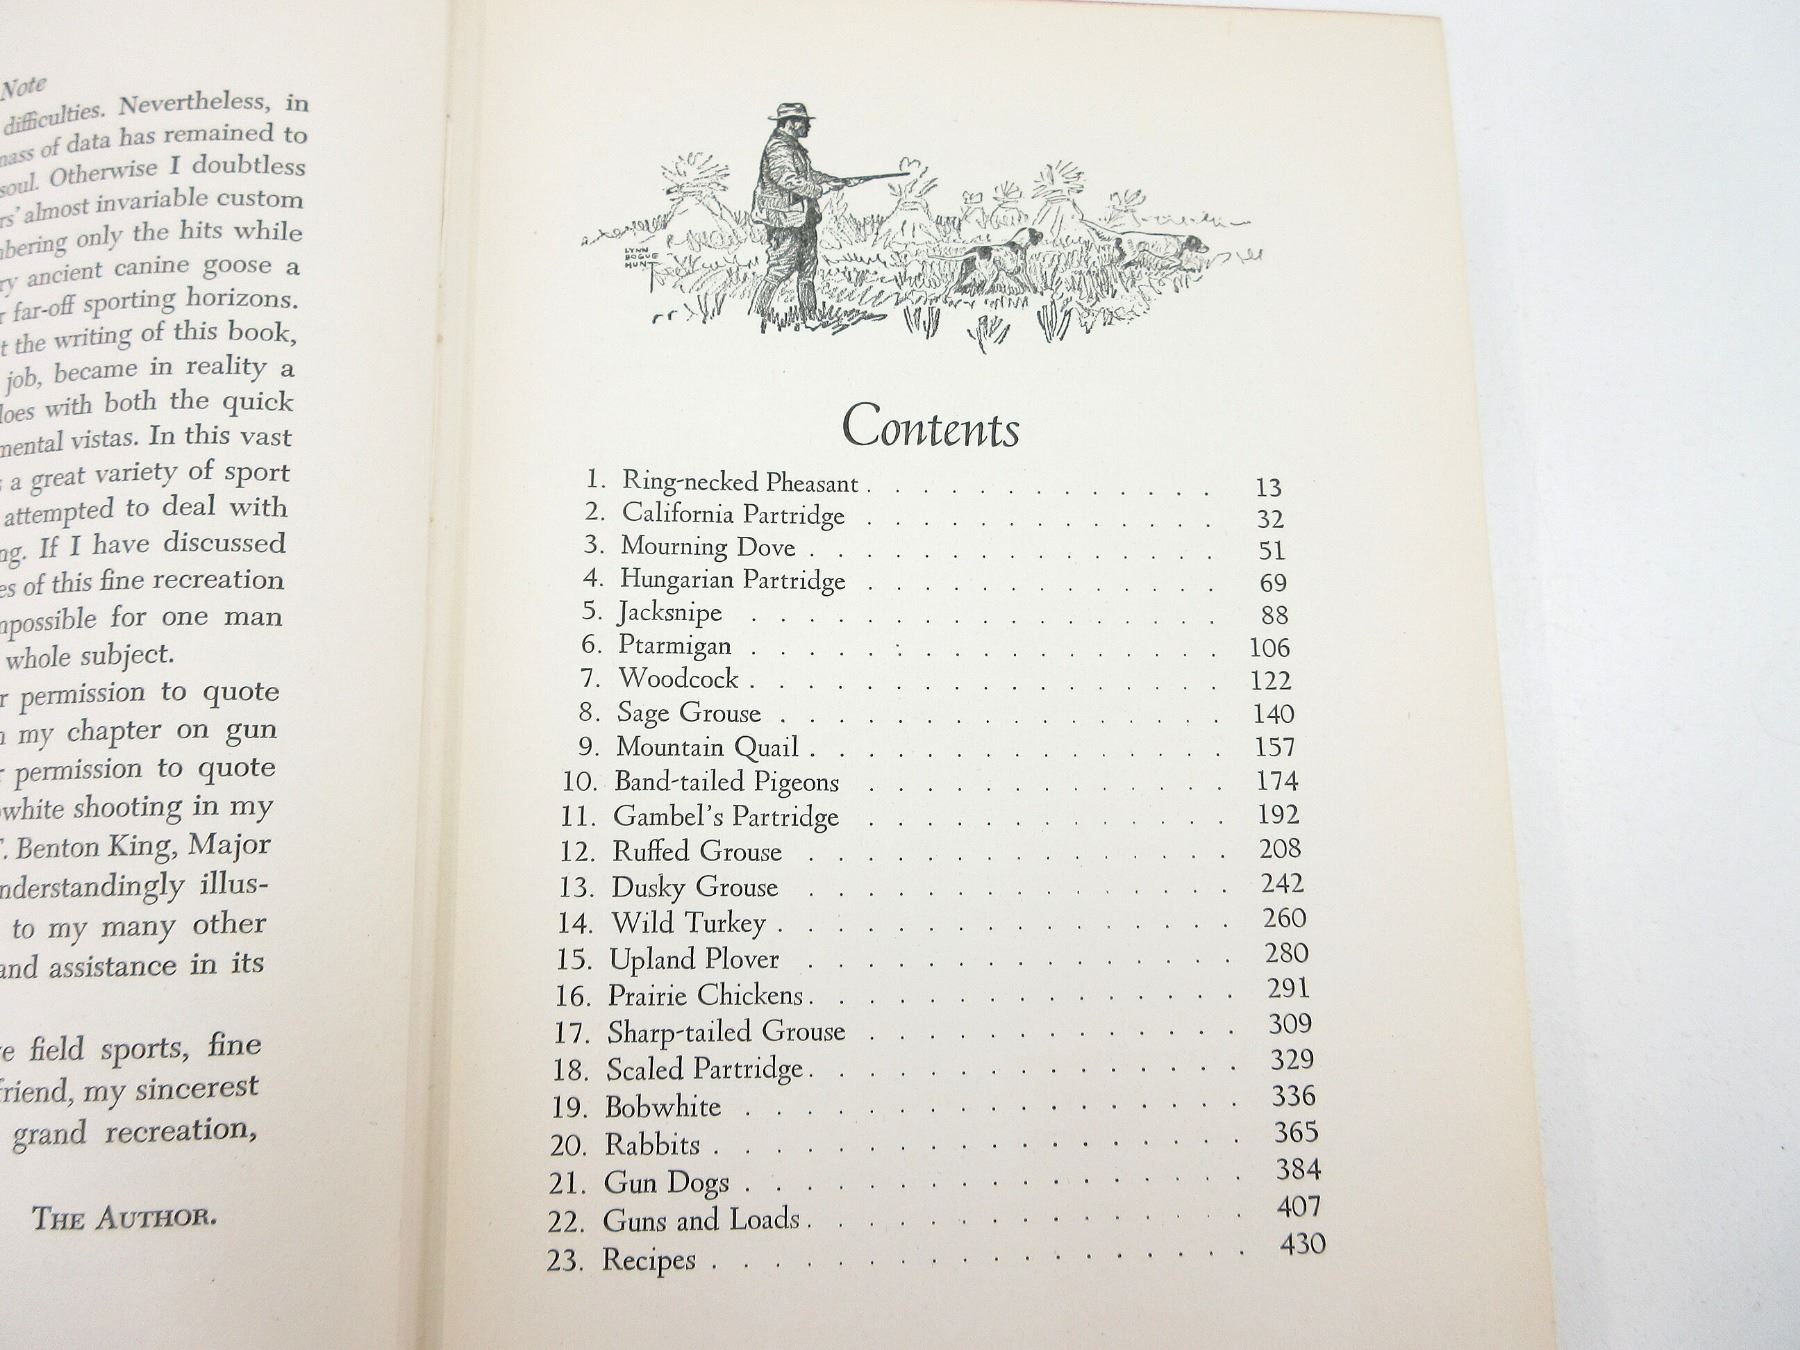 Note
difficulties. Nevertheless, in
of data has remained to
soul. Otherwise I doubtless
almost invariable custom
only the hits while
ancient canine goose a
far-off sporting horizons.
the writing of this book,
job, became in reality a
with both the quick
mental vistas. In this vast
a great variety of sport
attempted to deal with
If I have discussed
of this fine recreation
for one man
whole subject.
permission to quote
my chapter on gun
permission to quote
white shooting in my
Benton King, Major
illus-
to my many other
and assistance in its
field sports, fine
friend, my sincerest
grand recreation,
THE AUTHOR.
LYNN
BOGUE
HUNT
Contents
1. Ring-necked Pheasant . . . . . . . . . . . . 13
2. California Partridge . . . . . . . . . . . . 32
3. Mourning Dove . . . . . . . . . . . . . . 51
4. Hungarian Partridge . . . . . . . . . . . . 69
5. Jacksnipe . . . . . . . . . . . . . . . . 88
6. Ptarmigan . . . . . . . . . . . . . . . . 106
7. Woodcock . . . . . . . . . . . . . . . . 122
8. Sage Grouse . . . . . . . . . . . . . . . 140
9. Mountain Quail . . . . . . . . . . . . . . 157
10. Band-tailed Pigeons . . . . . . . . . . . . 174
11. Gambel's Partridge . . . . . . . . . . . . 192
12. Ruffed Grouse . . . . . . . . . . . . . . 208
13. Dusky Grouse . . . . . . . . . . . . . . 242
14. Wild Turkey . . . . . . . . . . . . . . . 260
15. Upland Plover . . . . . . . . . . . . . . 280
16. Prairie Chickens . . . . . . . . . . . . . . 291
17. Sharp-tailed Grouse . . . . . . . . . . . . 309
18. Scaled Partridge . . . . . . . . . . . . . . 329
19. Bobwhite . . . . . . . . . . . . . . . . 336
20. Rabbits . . . . . . . . . . . . . . . . . 365
21. Gun Dogs . . . . . . . . . . . . . . . . 384
22. Guns and Loads . . . . . . . . . . . . . . 407
23. Recipes . . . . . . . . . . . . . . . . . 430